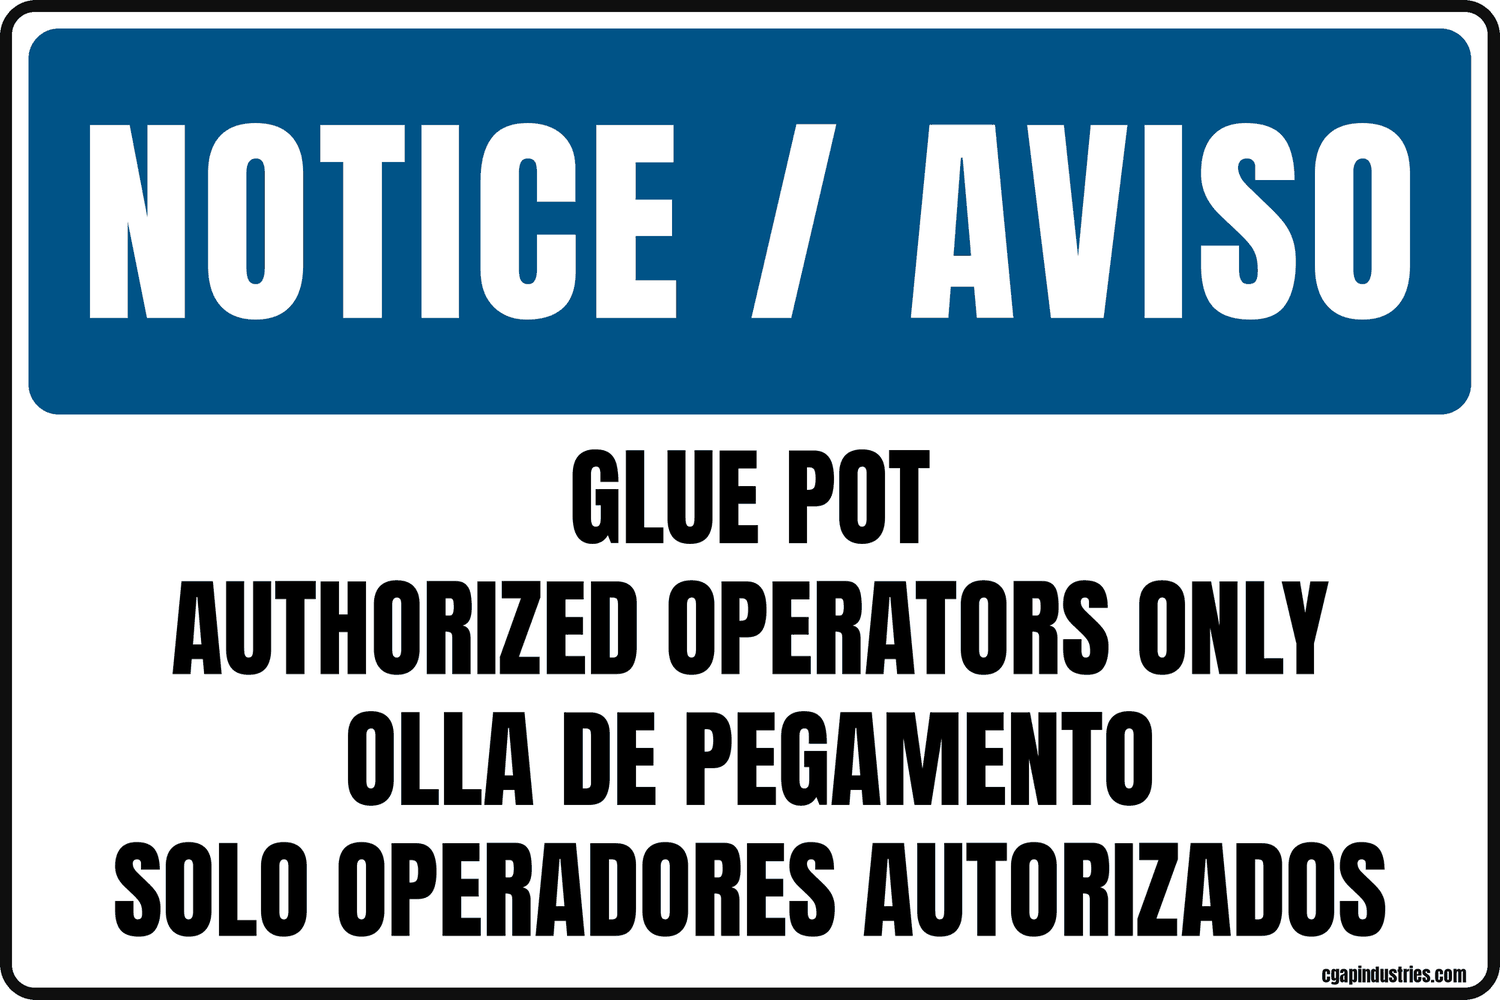 NOTICE / AVISO
GLUE POT
AUTHORIZED OPERATORS ONLY
OLLA DE PEGAMENTO
SOLO OPERADORES AUTORIZADOS
cgapindustries.com